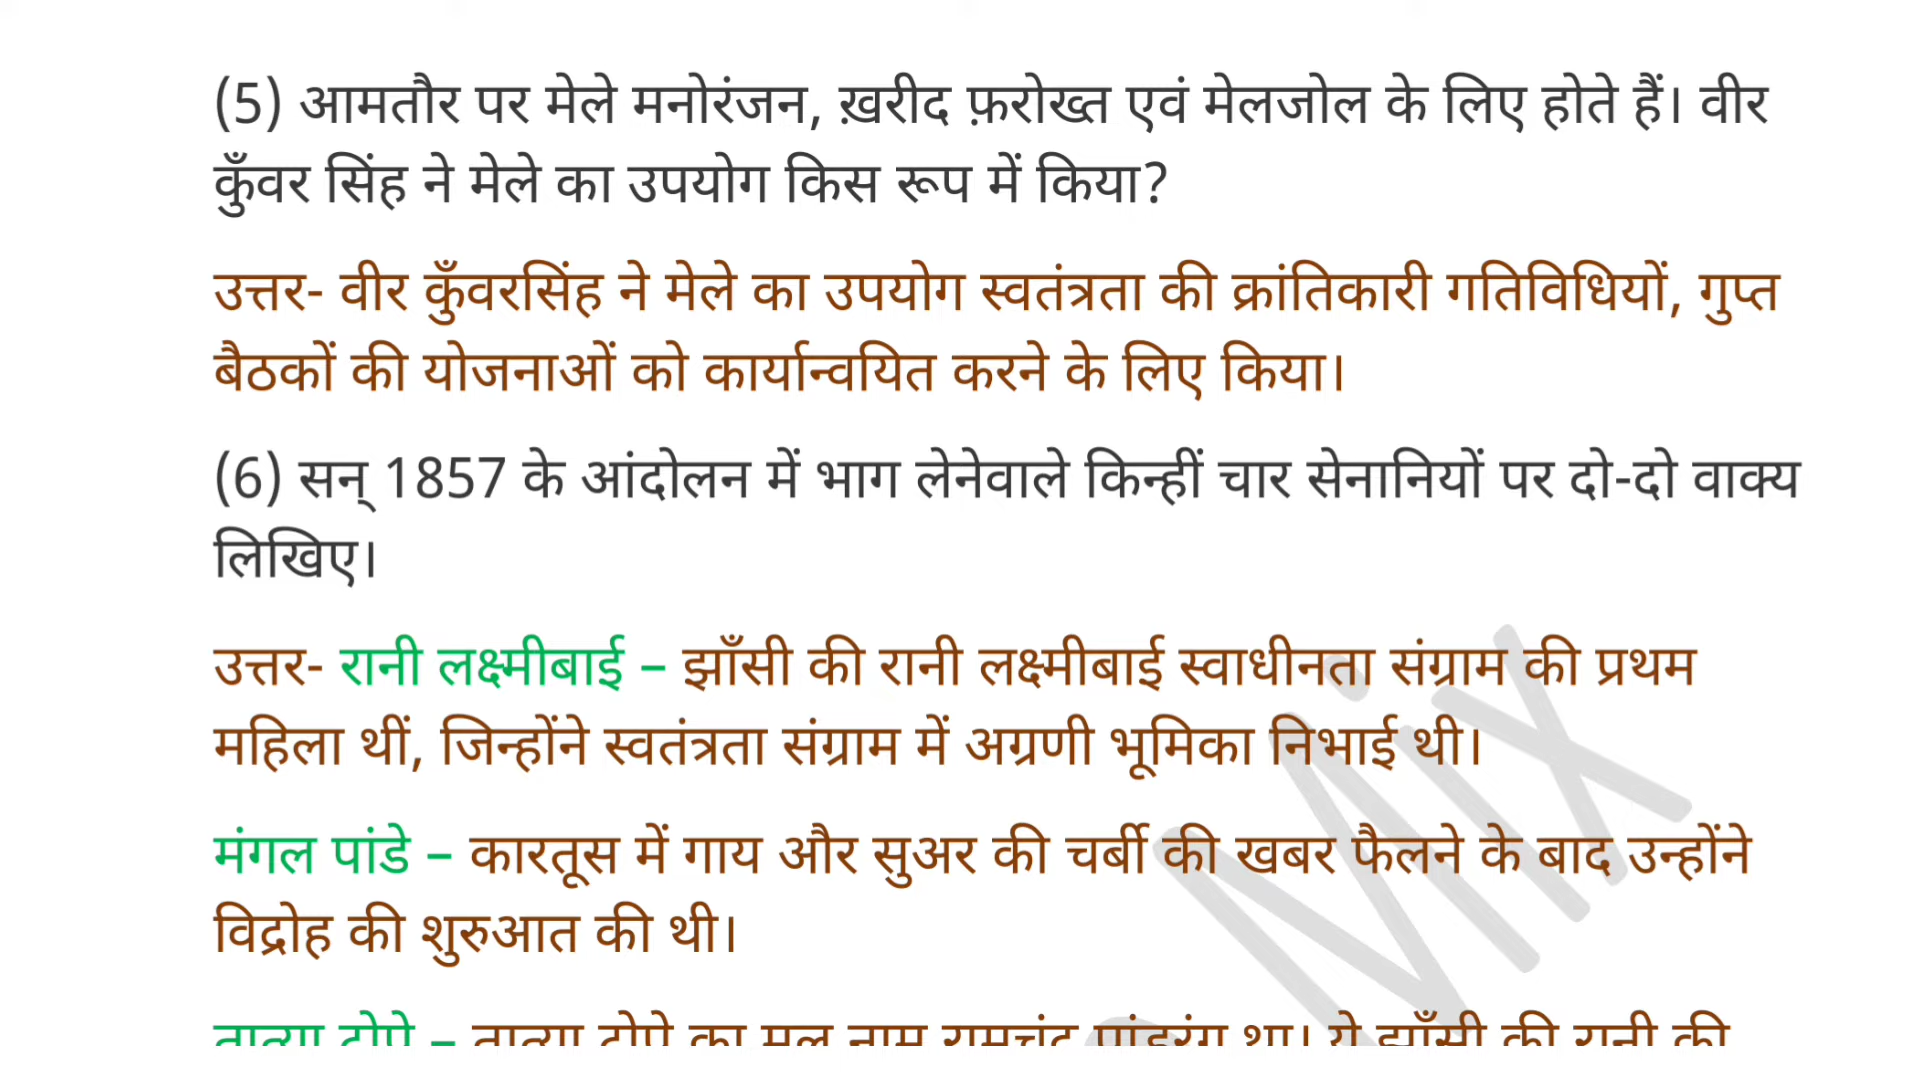 (5) आमतौर पर मेले मनोरंजन, ख़रीद फ़रोख्त एवं मेलजोल के लिए होते हैं। वीर
कुँवर सिंह ने मेले का उपयोग किस रूप में किया?
उत्तर- वीर कुँवरसिंह ने मेले का उपयोग स्वतंत्रता की क्रांतिकारी गतिविधियों, गुप्त
बैठकों की योजनाओं को कार्यान्वयित करने के लिए किया।
(6) सन् 1857 के आंदोलन में भाग लेनेवाले किन्हीं चार सेनानियों पर दो-दो वाक्य
लिखिए।
उत्तर- रानी लक्ष्मीबाई – झाँसी की रानी लक्ष्मीबाई स्वाधीनता संग्राम की प्रथम
महिला थीं, जिन्होंने स्वतंत्रता संग्राम में अग्रणी भूमिका निभाई थी।
मंगल पांडे – कारतूस में गाय और सुअर की चर्बी की खबर फैलने के बाद उन्होंने
विद्रोह की शुरुआत की थी।
तात्या टोपे – तात्या टोपे का मूल नाम रामचंद्र पांडुरंग था। ये झाँसी की रानी की
Mix